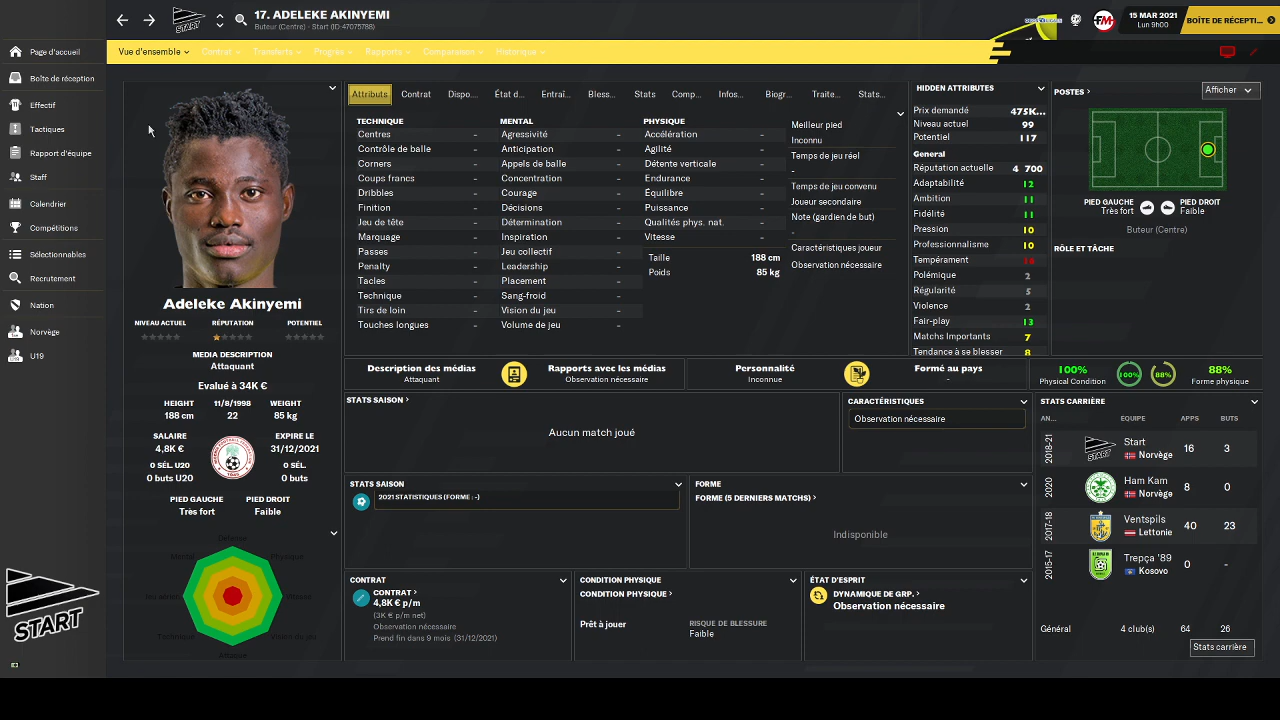 17. ADELEKE AKINYEMI
Buteur (Centre) - Start (ID 47075788)
15 MAR 2021
Lun 9h00
BOÎTE DE RÉCEPTI...
START
FM
Page d'accueil
Boîte de réception
Effectif
Tactiques
Rapport d'équipe
Staff
Calendrier
Compétitions
Sélectionnables
Recrutement
Nation
Norvège
U19
START
Vue d'ensemble
Contrat
Transferts
Progrès
Rapports
Comparaison
Historique
Adeleke Akinyemi
NIVEAU ACTUEL RÉPUTATION POTENTIEL
MEDIA DESCRIPTION
Attaquant
Evalué à 34K €
HEIGHT 11/8/1998 WEIGHT
188 cm 22 85 kg
SALAIRE EXPIRE LE
4,8K € 31/12/2021
0 SÉL. U20 0 SÉL.
0 buts U20 0 buts
PIED GAUCHE PIED DROIT
Très fort Faible
Défense
Mental Physique
Jeu aérien Vitesse
Technique Vision du jeu
Attaque
Attributs Contrat Dispo... État d... Entraî... Bless... Stats Comp... Infos... Biogr... Traite... Stats...
TECHNIQUE MENTAL PHYSIQUE
Centres - Agressivité - Accélération -
Contrôle de balle - Anticipation - Agilité -
Corners - Appels de balle - Détente verticale -
Coups francs - Concentration - Endurance -
Dribbles - Courage - Équilibre -
Finition - Décisions - Puissance -
Jeu de tête - Détermination - Qualités phys. nat. -
Marquage - Inspiration - Vitesse -
Passes - Jeu collectif - Taille 188 cm
Penalty - Leadership - Poids 85 kg
Tacles - Placement -
Technique - Sang-froid -
Tirs de loin - Vision du jeu -
Touches longues - Volume de jeu -
Meilleur pied
Inconnu
Temps de jeu réel
-
Temps de jeu convenu
Joueur secondaire
Note (gardien de but)
-
Caractéristiques joueur
Observation nécessaire
HIDDEN ATTRIBUTES
Prix demandé 475K...
Niveau actuel 99
Potentiel 117
General
Réputation actuelle 4 700
Adaptabilité 12
Ambition 11
Fidélité 11
Pression 10
Professionalisme 10
Tempérament 16
Polémique 2
Régularité 5
Violence 2
Fair-play 13
Matchs Importants 7
Tendance à se blesser 8
POSTES
Afficher
PIED GAUCHE PIED DROIT
Très fort Faible
Buteur (Centre)
RÔLE ET TÂCHE
Description des médias
Attaquant
Rapports avec les médias
Observation nécessaire
Personnalité
Inconnue
Formé au pays
-
100%
Physical Condition
100%
88%
88%
Forme physique
STATS SAISON
Aucun match joué
CARACTÉRISTIQUES
Observation nécessaire
STATS SAISON
2021 STATISTIQUES (FORME : -)
FORME
FORME (5 DERNIERS MATCHS)
Indisponible
CONTRAT
CONTRAT
4,8K € p/m
(3K € p/m net)
Observation nécessaire
Prend fin dans 9 mois (31/12/2021)
CONDITION PHYSIQUE
CONDITION PHYSIQUE
Prêt à jouer
RISQUE DE BLESSURE
Faible
ÉTAT D'ESPRIT
DYNAMIQUE DE GRP.
Observation nécessaire
STATS CARRIÈRE
AN... EQUIPE APPS BUTS
2018-21 Start 16 3
Norvège
2020 Ham Kam 8 0
Norvège
2017-18 Ventspils 40 23
Lettonie
2016-17 Trepça '89 0 -
Kosovo
Général 4 club(s) 64 26
Stats carrière